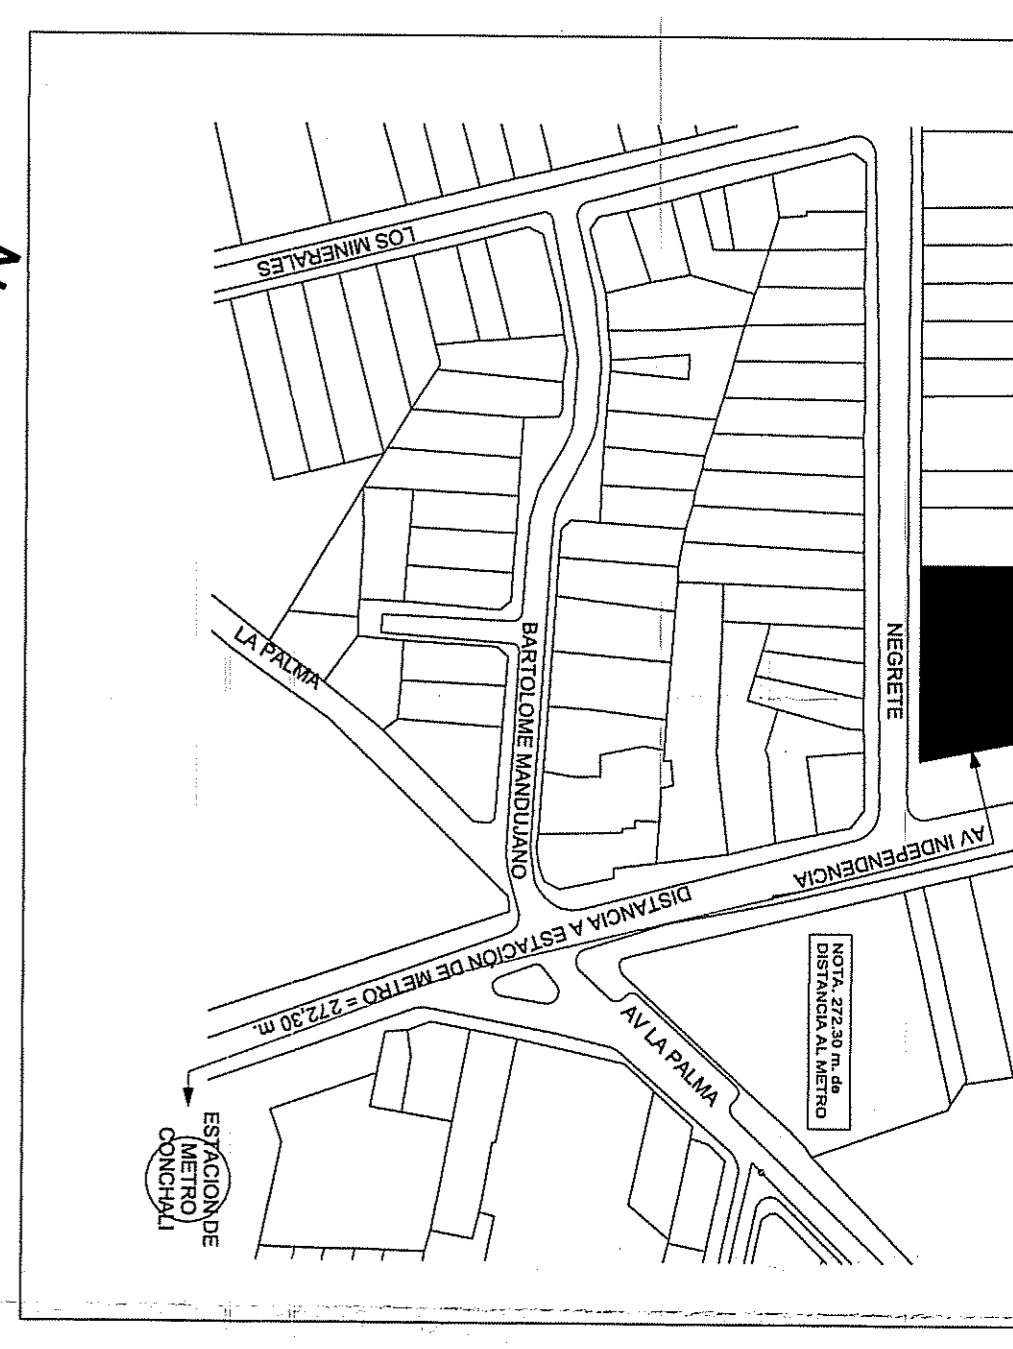 LOS MINERALES
NEGRETE
BARTOLOME MANDUJANO
LA PALMA
AV INDEPENDENCIA
DISTANCIA A ESTACIÓN DE METRO = 272,30 m.
AV LA PALMA
NOTA. 272.30 m. de
DISTANCIA AL METRO
ESTACION DE
METRO
CONCHALI